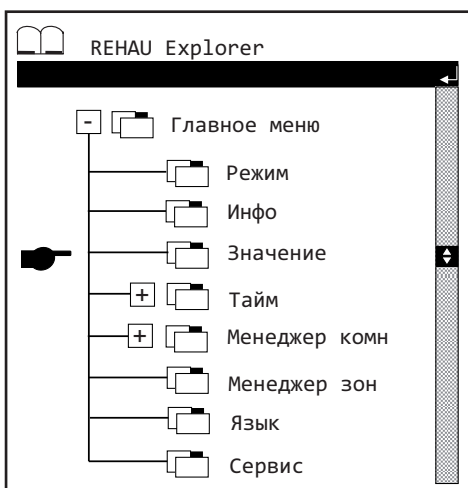 REHAU Explorer
- Главное меню
Режим
Инфо
Значение
+ Тайм
+ Менеджер комн
Менеджер зон
Язык
Сервис